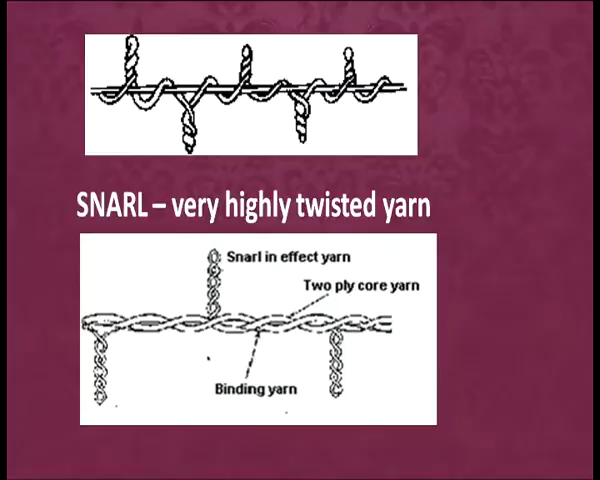 SNARL – very highly twisted yarn
Snarl in effect yarn
Two ply core yarn
Binding yarn